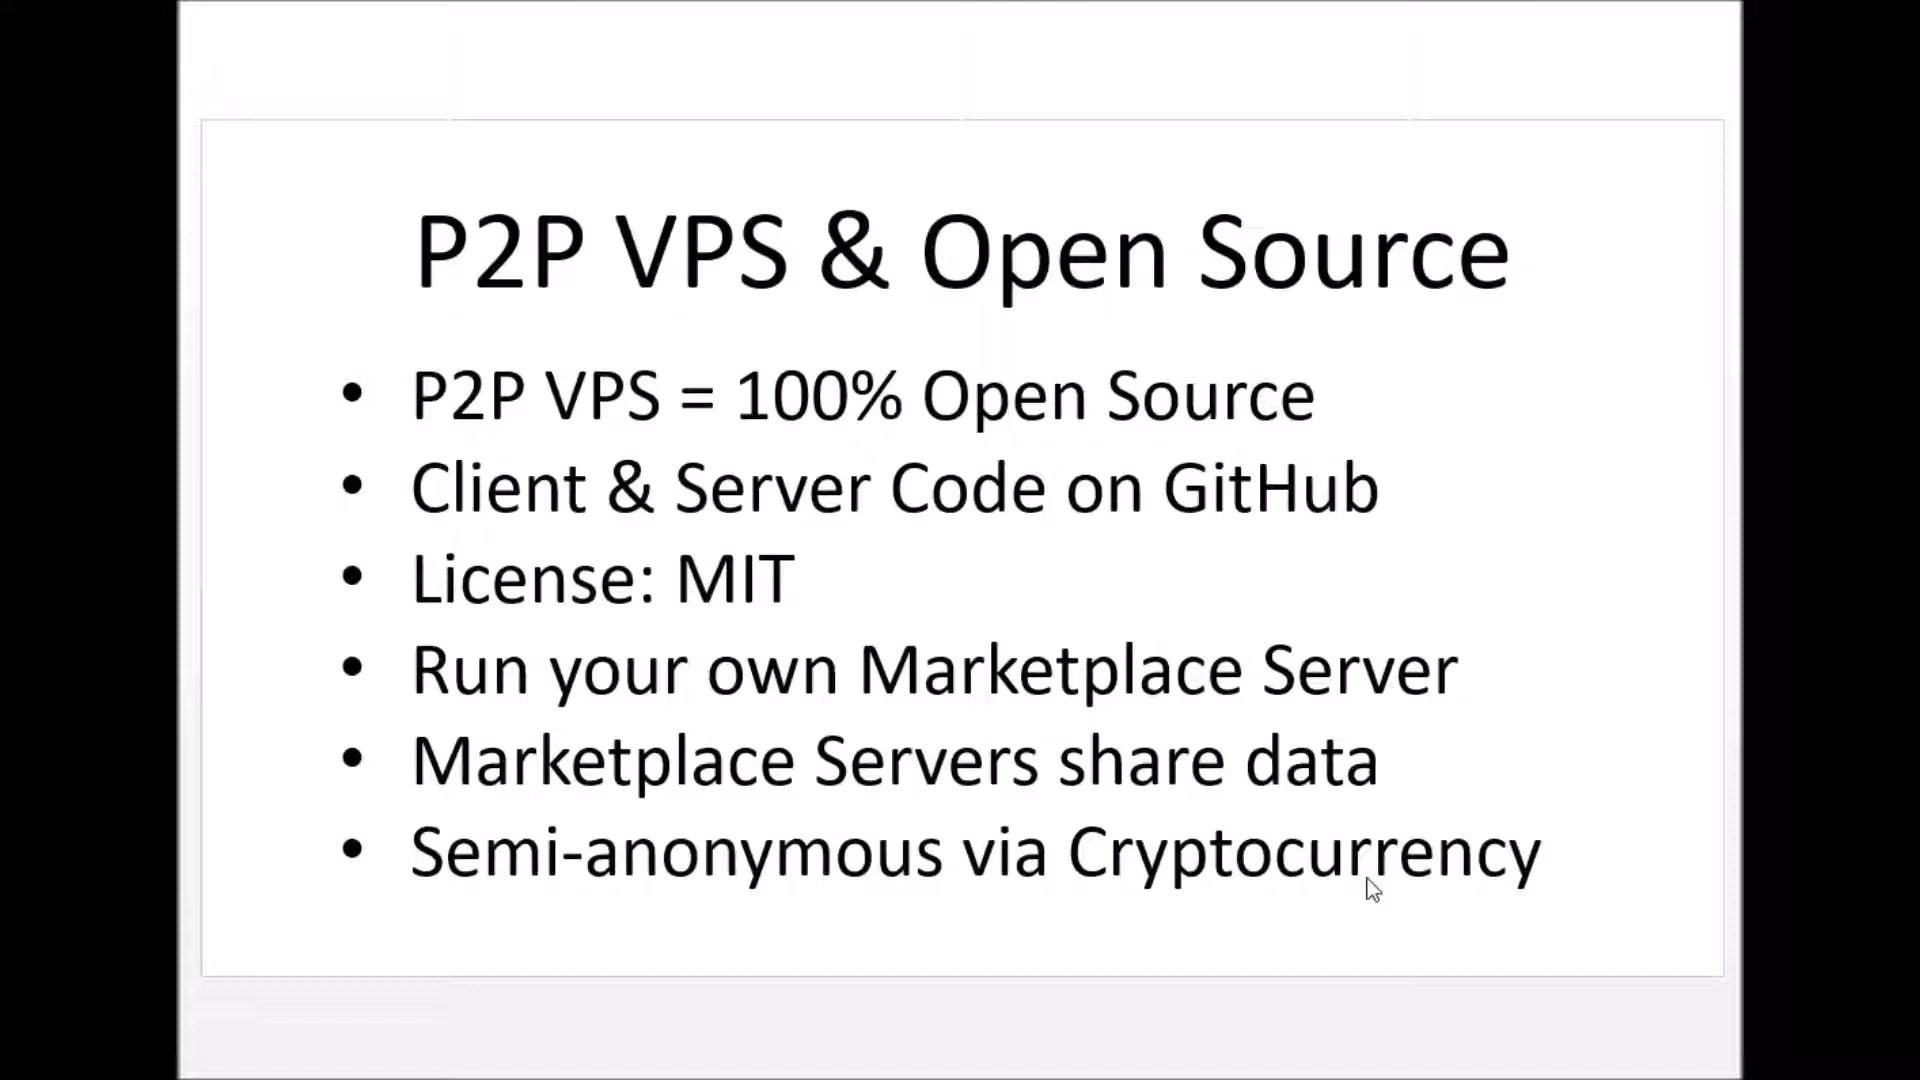 P2P VPS & Open Source
• P2P VPS = 100% Open Source
• Client & Server Code on GitHub
• License: MIT
• Run your own Marketplace Server
• Marketplace Servers share data
• Semi-anonymous via Cryptocurrency